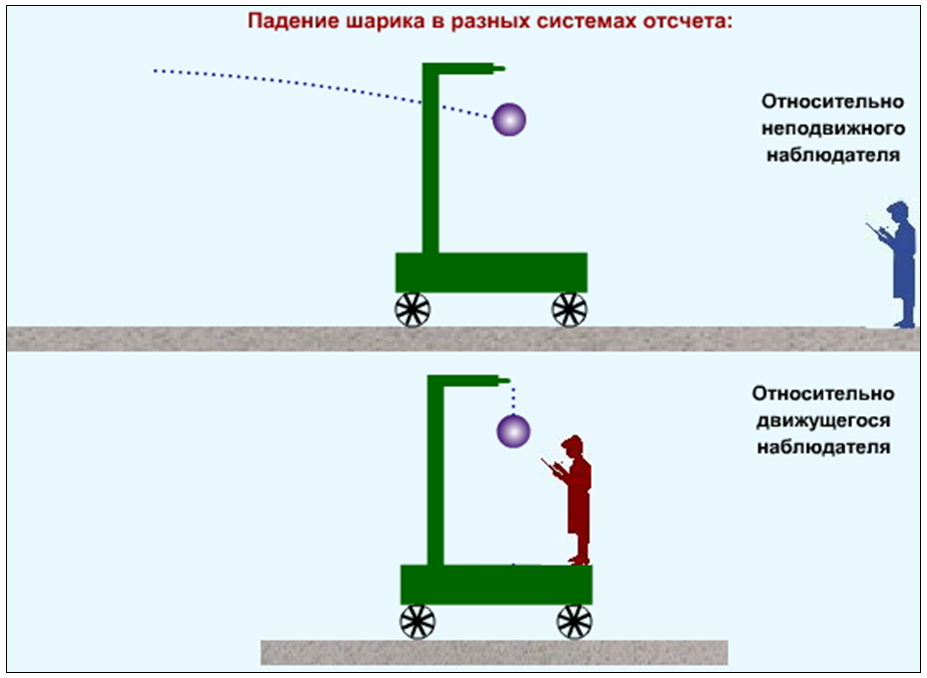 Падение шарика в разных системах отсчета:
Относительно
неподвижного
наблюдателя
Относительно
движущегося
наблюдателя